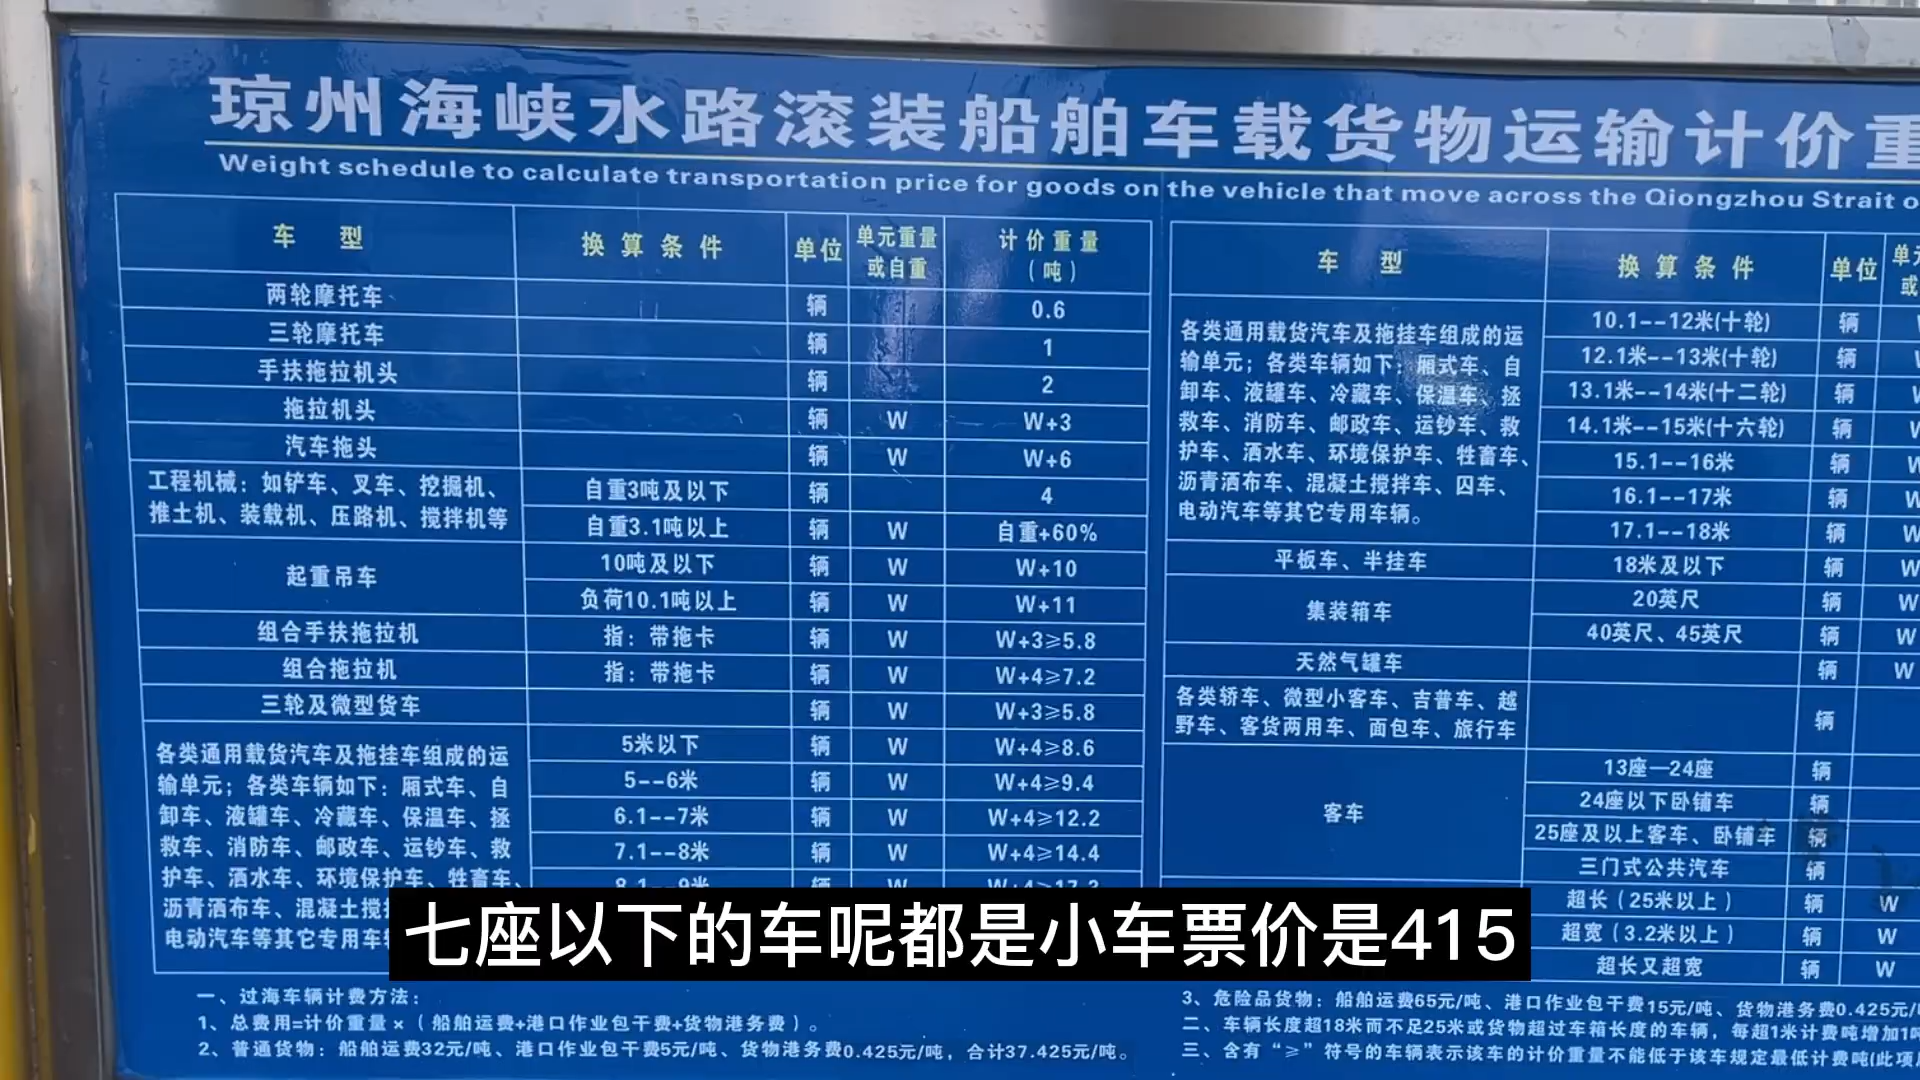 琼州海峡水路滚装船舶车载货物运输计价重
Weight schedule to calculate transportation price for goods on the vehicle that move across the Qiongzhou Strait
车 型 换算条件 单位 单元重量或自重 计价重量（吨）
两轮摩托车 辆 0.6
三轮摩托车 辆 1
手扶拖拉机头 辆 2
拖拉机头 辆 W W+3
汽车拖头 辆 W W+6
工程机械：如铲车、叉车、挖掘机、
推土机、装载机、压路机、搅拌机等
自重3吨及以下 辆 4
自重3.1吨以上 辆 W 自重+60%
起重吊车
10吨及以下 辆 W W+10
负荷10.1吨以上 辆 W W+11
组合手扶拖拉机 指：带拖卡 辆 W W+3≥5.8
组合拖拉机 指：带拖卡 辆 W W+4≥7.2
三轮及微型货车 辆 W W+3≥5.8
各类通用载货汽车及拖挂车组成的运
输单元；各类车辆如下：厢式车、自
卸车、液罐车、冷藏车、保温车、拯
救车、消防车、邮政车、运钞车、救
护车、洒水车、环境保护车、牲畜车、
沥青洒布车、混凝土搅
电动汽车等其它专用车
5米以下 辆 W W+4≥8.6
5--6米 辆 W W+4≥9.4
6.1--7米 辆 W W+4≥12.2
7.1--8米 辆 W W+4≥14.4
车 型 换算条件 单位
各类通用载货汽车及拖挂车组成的运
输单元；各类车辆如下：厢式车、自
卸车、液罐车、冷藏车、保温车、拯
救车、消防车、邮政车、运钞车、救
护车、洒水车、环境保护车、牲畜车、
沥青洒布车、混凝土搅拌车、囚车、
电动汽车等其它专用车辆。
10.1--12米(十轮) 辆
12.1米--13米(十轮) 辆
13.1米--14米(十二轮) 辆
14.1米--15米(十六轮) 辆
15.1--16米 辆
16.1--17米 辆
17.1--18米 辆
平板车、半挂车 18米及以下 辆 W
集装箱车
20英尺 辆 W
40英尺、45英尺 辆 W
天然气罐车 辆 W
各类轿车、微型小客车、吉普车、越
野车、客货两用车、面包车、旅行车
辆
客车
13座—24座 辆
24座以下卧铺车 辆
25座及以上客车、卧铺车 辆
三门式公共汽车 辆
超长（25米以上） 辆 W
超宽（3.2米以上） 辆 W
超长又超宽 辆 W
七座以下的车呢都是小车票价是415
一、过海车辆计费方法：
1、总费用=计价重量×（船舶运费+港口作业包干费+货物港务费）。
2、普通货物：船舶运费32元/吨、港口作业包干费5元/吨、货物港务费0.425元/吨，合计37.425元/吨。
3、危险品货物：船舶运费65元/吨、港口作业包干费15元/吨、货物港务费0.425元/
二、车辆长度超18米而不足25米或货物超过车箱长度的车辆，每超1米计费吨增加1
三、含有“≥”符号的车辆表示该车的计价重量不能低于该车规定最低计费吨(此项